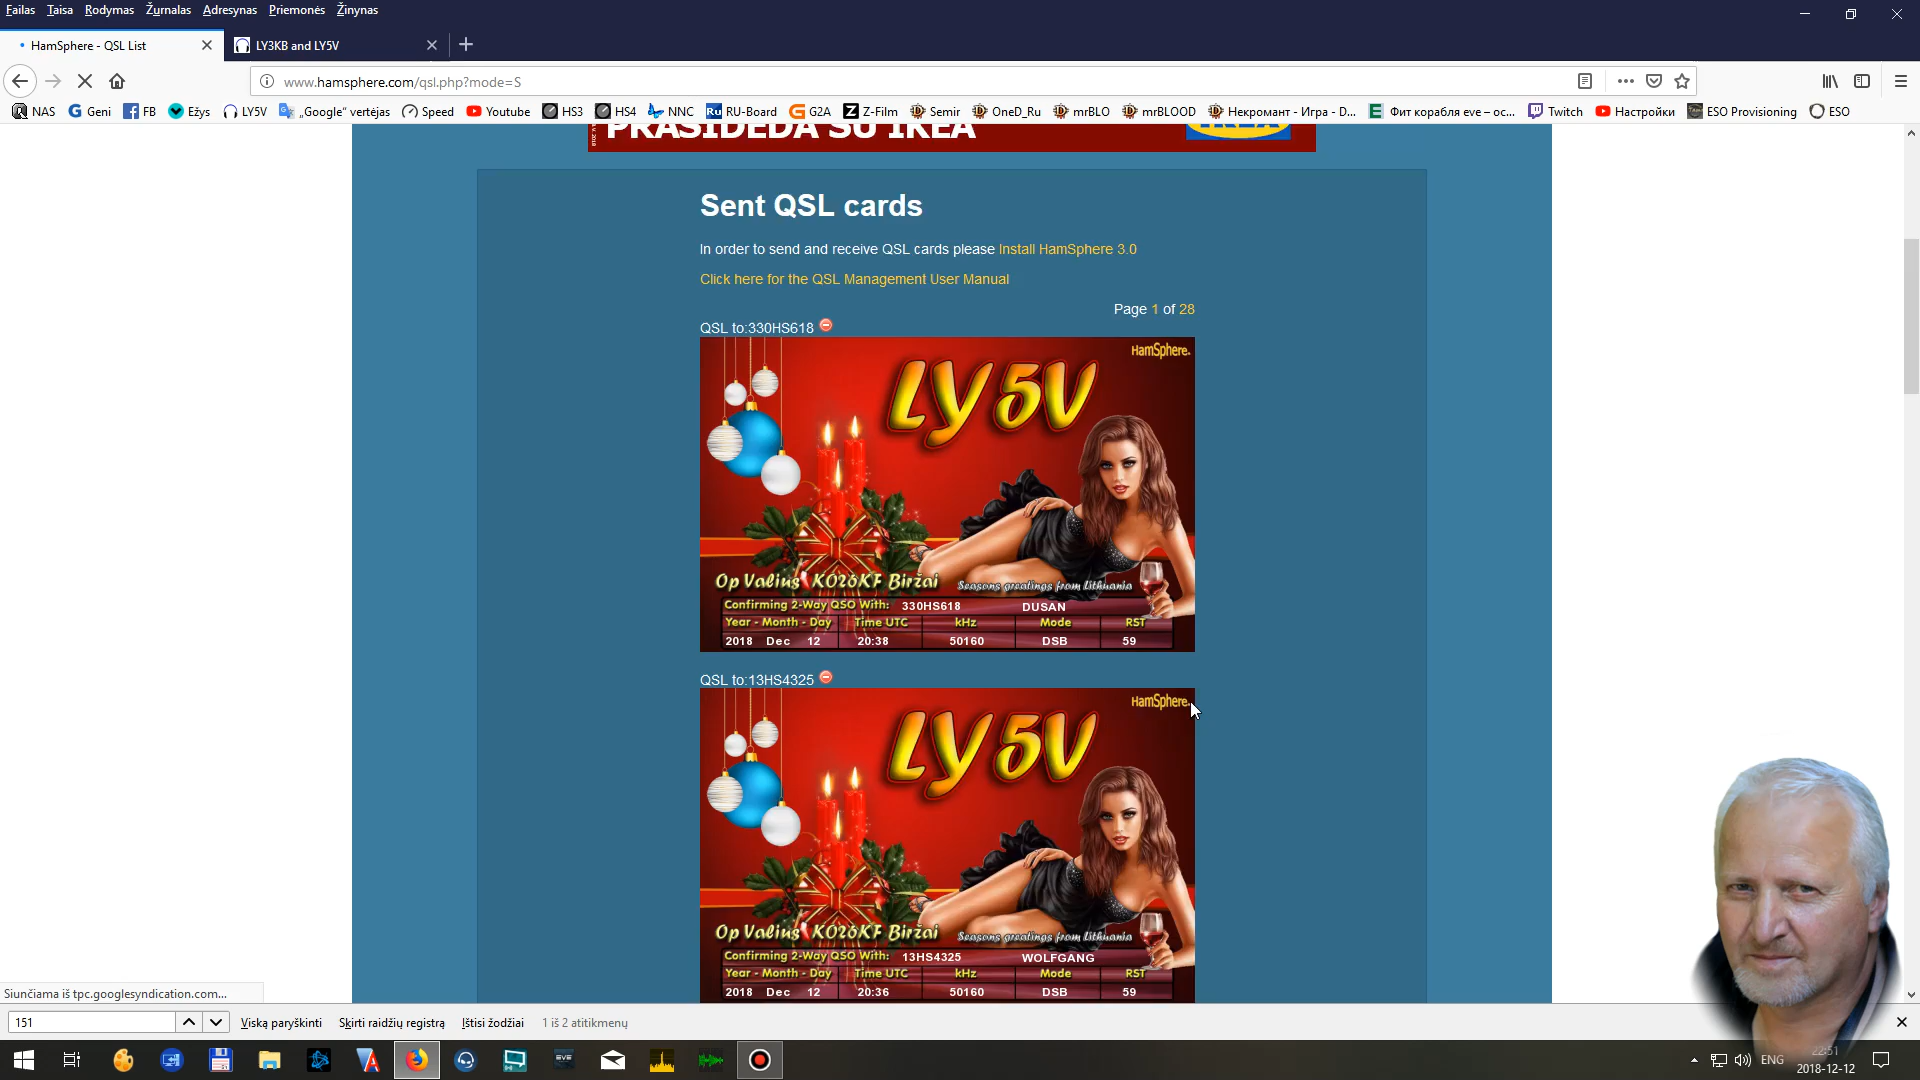 Failas Taisa Rodymas Žurnalas Adresynas Priemonės Žinynas
HamSphere - QSL List
LY3KB and LY5V
www.hamsphere.com/qsl.php?mode=S
NAS Geni FB Ežys LY5V „Google“ vertėjas Speed Youtube HS3 HS4 NNC RU-Board G2A Z-Film Semir OneD_Ru mrBLO mrBLOOD Некромант - Игра - D... Фит корабля eve – ос... Twitch Настройки ESO Provisioning ESO
PRASIDEDA SU IKEA
IKEA
Sent QSL cards
In order to send and receive QSL cards please Install HamSphere 3.0
Click here for the QSL Management User Manual
Page 1 of 28
QSL to:330HS618
HamSphere
LY5V
Op Valius KO26KF Biržai Seasons greatings from Lithuania
Confirming 2-Way QSO With: 330HS618 DUSAN
Year - Month - Day Time UTC kHz Mode RST
2018 Dec 12 20:38 50160 DSB 59
QSL to:13HS4325
HamSphere
LY5V
Op Valius KO26KF Biržai Seasons greatings from Lithuania
Confirming 2-Way QSO With: 13HS4325 WOLFGANG
Year - Month - Day Time UTC kHz Mode RST
2018 Dec 12 20:36 50160 DSB 59
Siunčiama iš tpc.googlesyndication.com...
151 Viską paryškinti Skirti raidžių registrą Ištisi žodžiai 1 iš 2 atitikmenų
EVE
ENG
22:51
2018-12-12